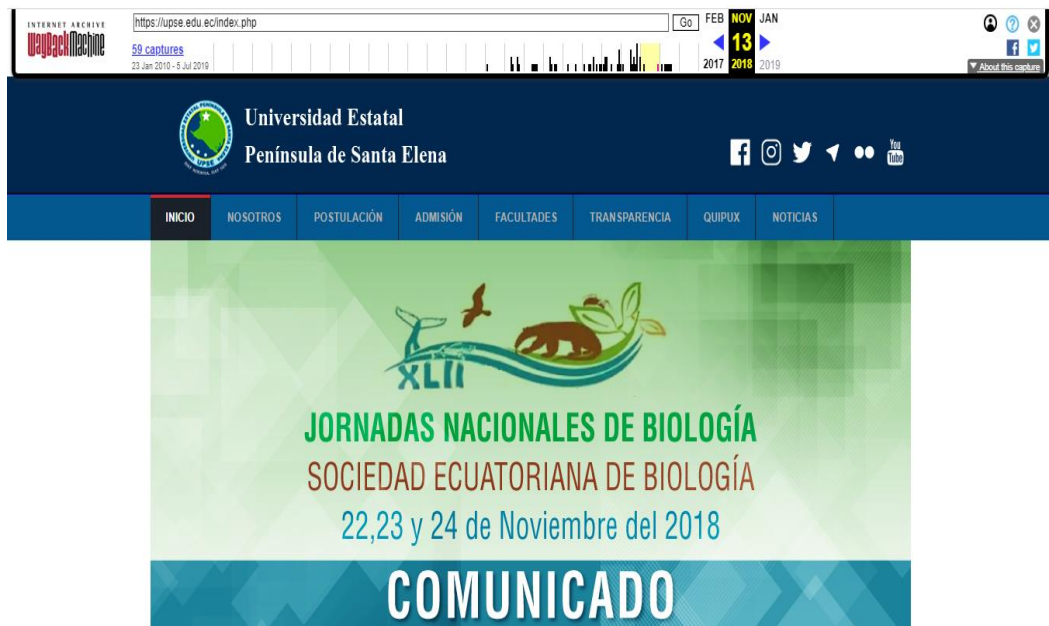 INTERNET ARCHIVE
WayBackMachine
https://upse.edu.ec/index.php
Go
FEB NOV JAN
13
2017 2018 2019
59 captures
23 Jan 2010 - 5 Jul 2019
▼ About this capture
Universidad Estatal
Península de Santa Elena
You
Tube
UPSE
INICIO NOSOTROS POSTULACIÓN ADMISIÓN FACULTADES TRANSPARENCIA QUIPUX NOTICIAS
XLII
JORNADAS NACIONALES DE BIOLOGÍA
SOCIEDAD ECUATORIANA DE BIOLOGÍA
22,23 y 24 de Noviembre del 2018
COMUNICADO